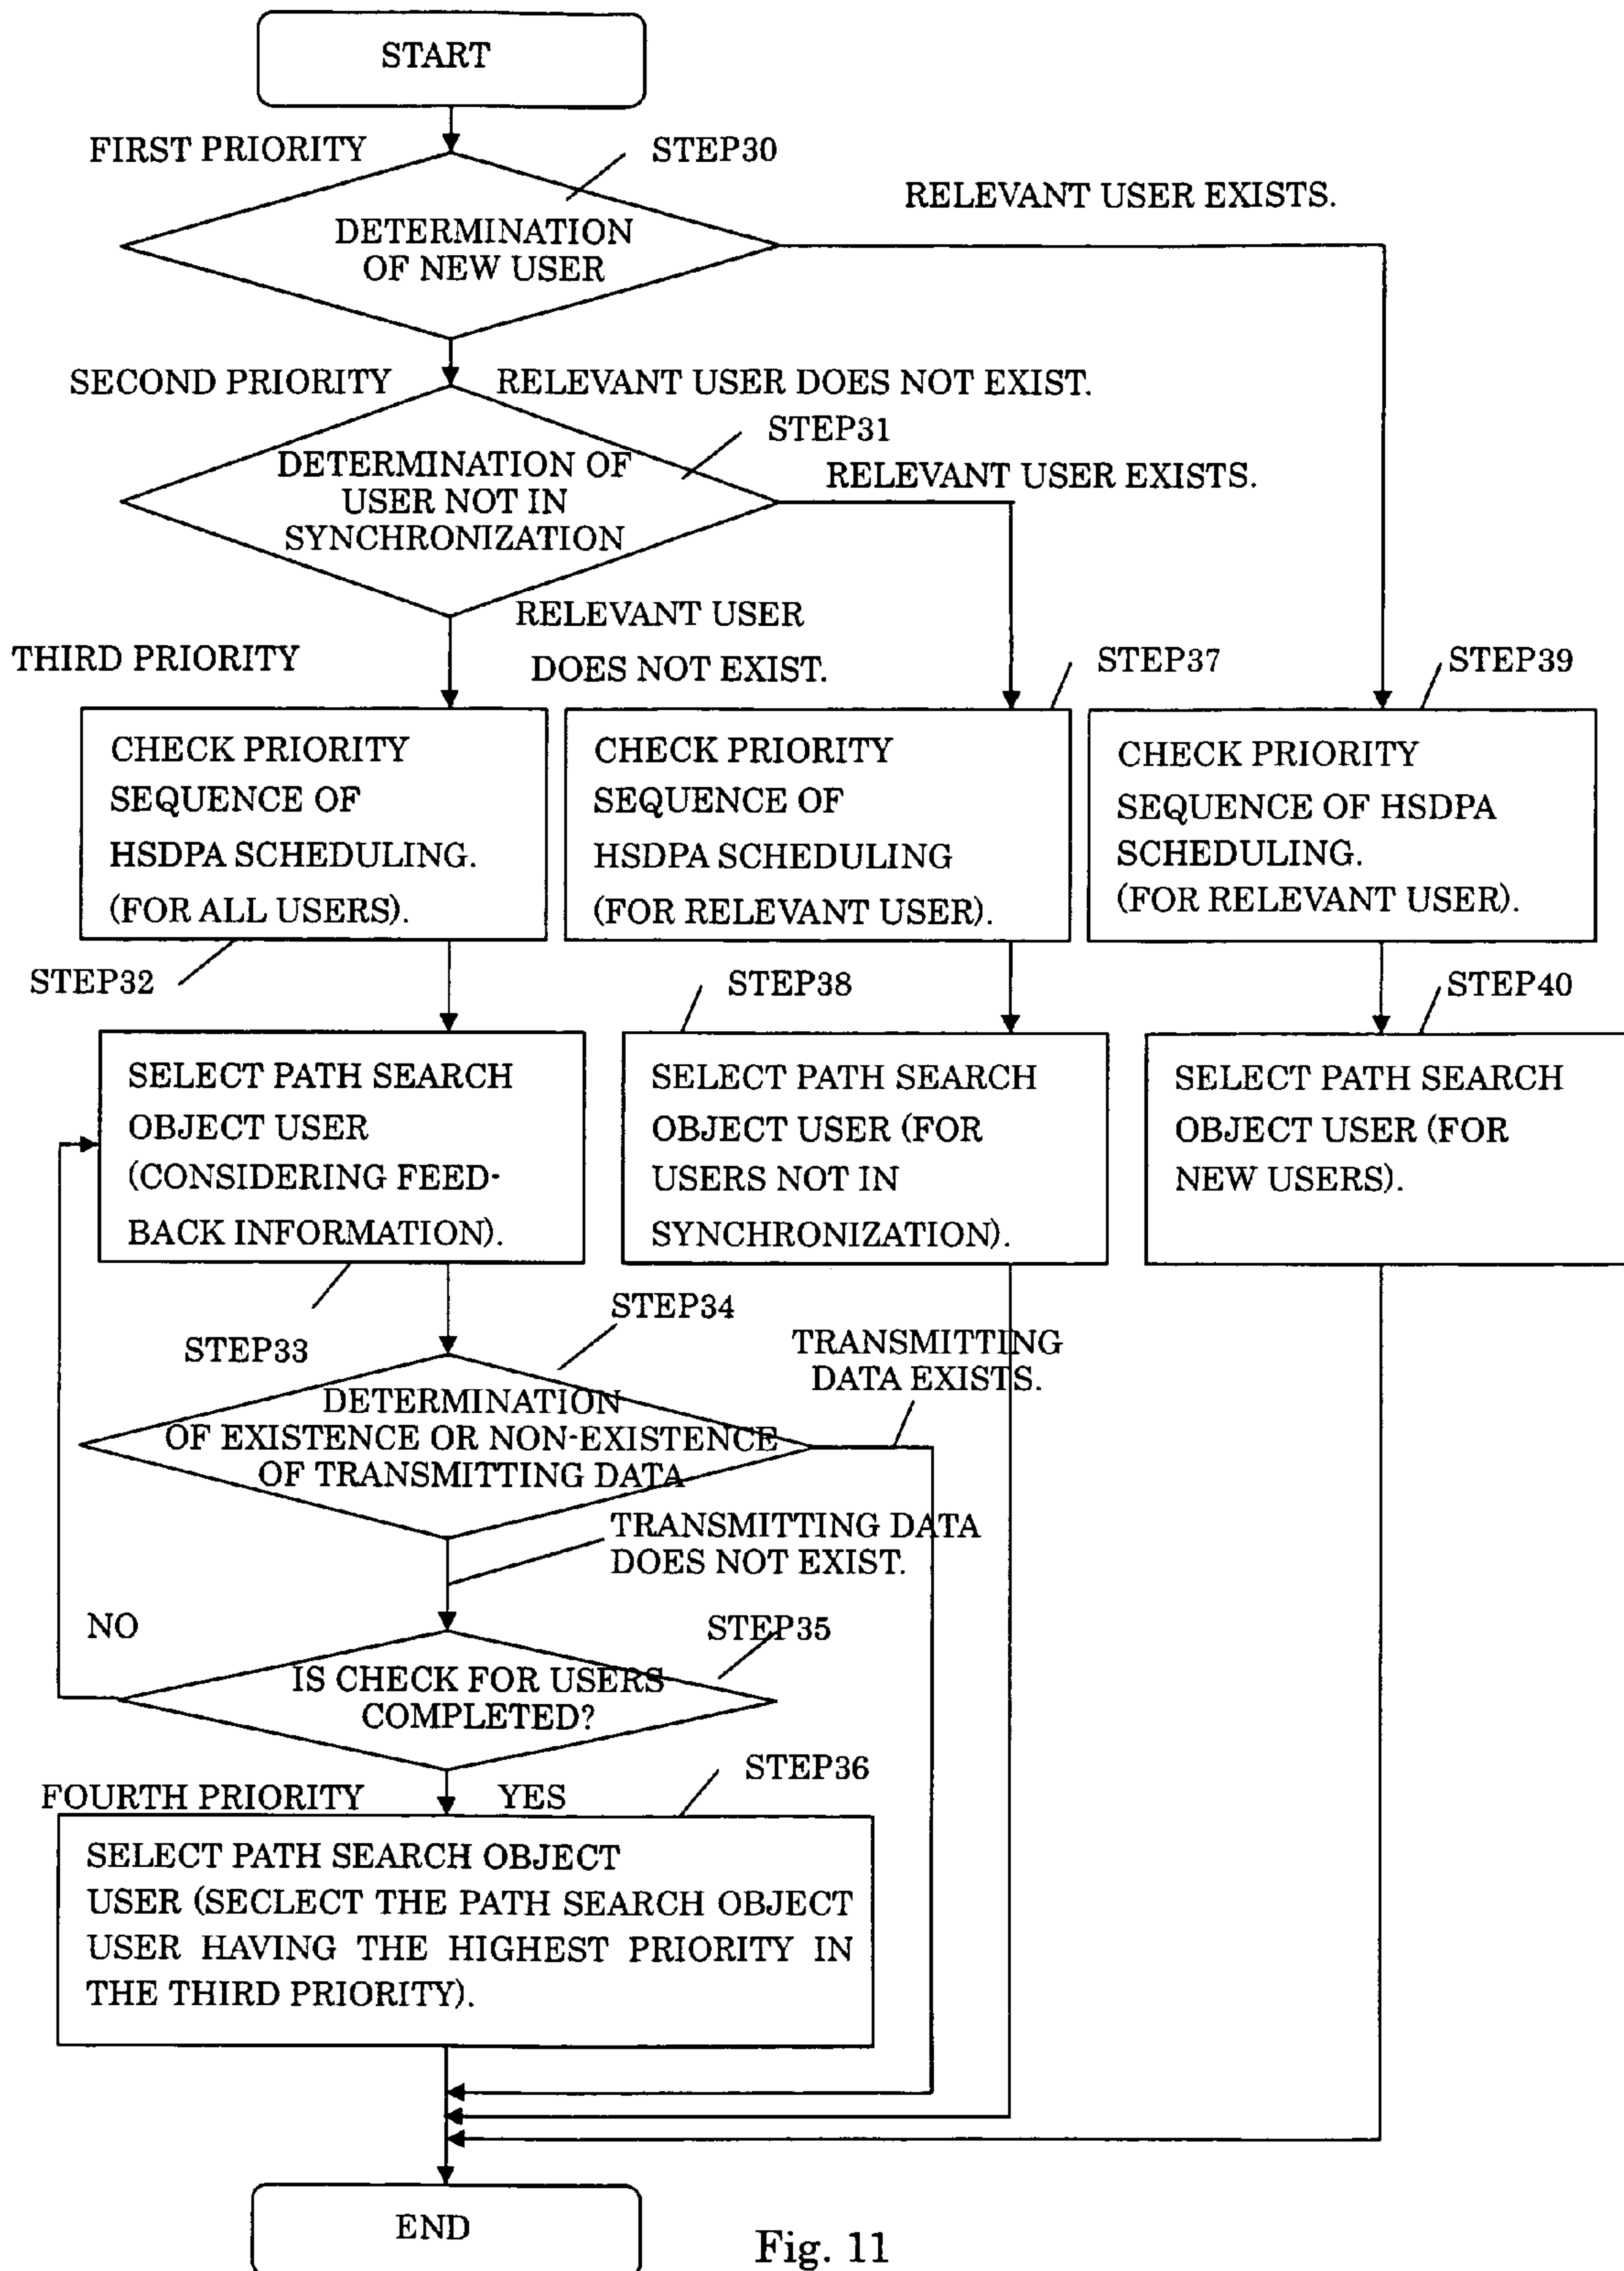 START
FIRST PRIORITY
STEP30
RELEVANT USER EXISTS.
DETERMINATION
OF NEW USER
SECOND PRIORITY
RELEVANT USER DOES NOT EXIST.
STEP31
DETERMINATION OF
USER NOT IN
SYNCHRONIZATION
RELEVANT USER EXISTS.
RELEVANT USER
DOES NOT EXIST.
THIRD PRIORITY
STEP37
STEP39
CHECK PRIORITY
SEQUENCE OF
HSDPA SCHEDULING.
(FOR ALL USERS).
CHECK PRIORITY
SEQUENCE OF
HSDPA SCHEDULING
(FOR RELEVANT USER).
CHECK PRIORITY
SEQUENCE OF HSDPA
SCHEDULING.
(FOR RELEVANT USER).
STEP32
STEP38
STEP40
SELECT PATH SEARCH
OBJECT USER
(CONSIDERING FEED-
BACK INFORMATION).
SELECT PATH SEARCH
OBJECT USER (FOR
USERS NOT IN
SYNCHRONIZATION).
SELECT PATH SEARCH
OBJECT USER (FOR
NEW USERS).
STEP33
STEP34
TRANSMITTING
DATA EXISTS.
DETERMINATION
OF EXISTENCE OR NON-EXISTENCE
OF TRANSMITTING DATA
TRANSMITTING DATA
DOES NOT EXIST.
NO
STEP35
IS CHECK FOR USERS
COMPLETED?
STEP36
FOURTH PRIORITY
YES
SELECT PATH SEARCH OBJECT
USER (SECLECT THE PATH SEARCH OBJECT
USER HAVING THE HIGHEST PRIORITY IN
THE THIRD PRIORITY).
END
Fig. 11